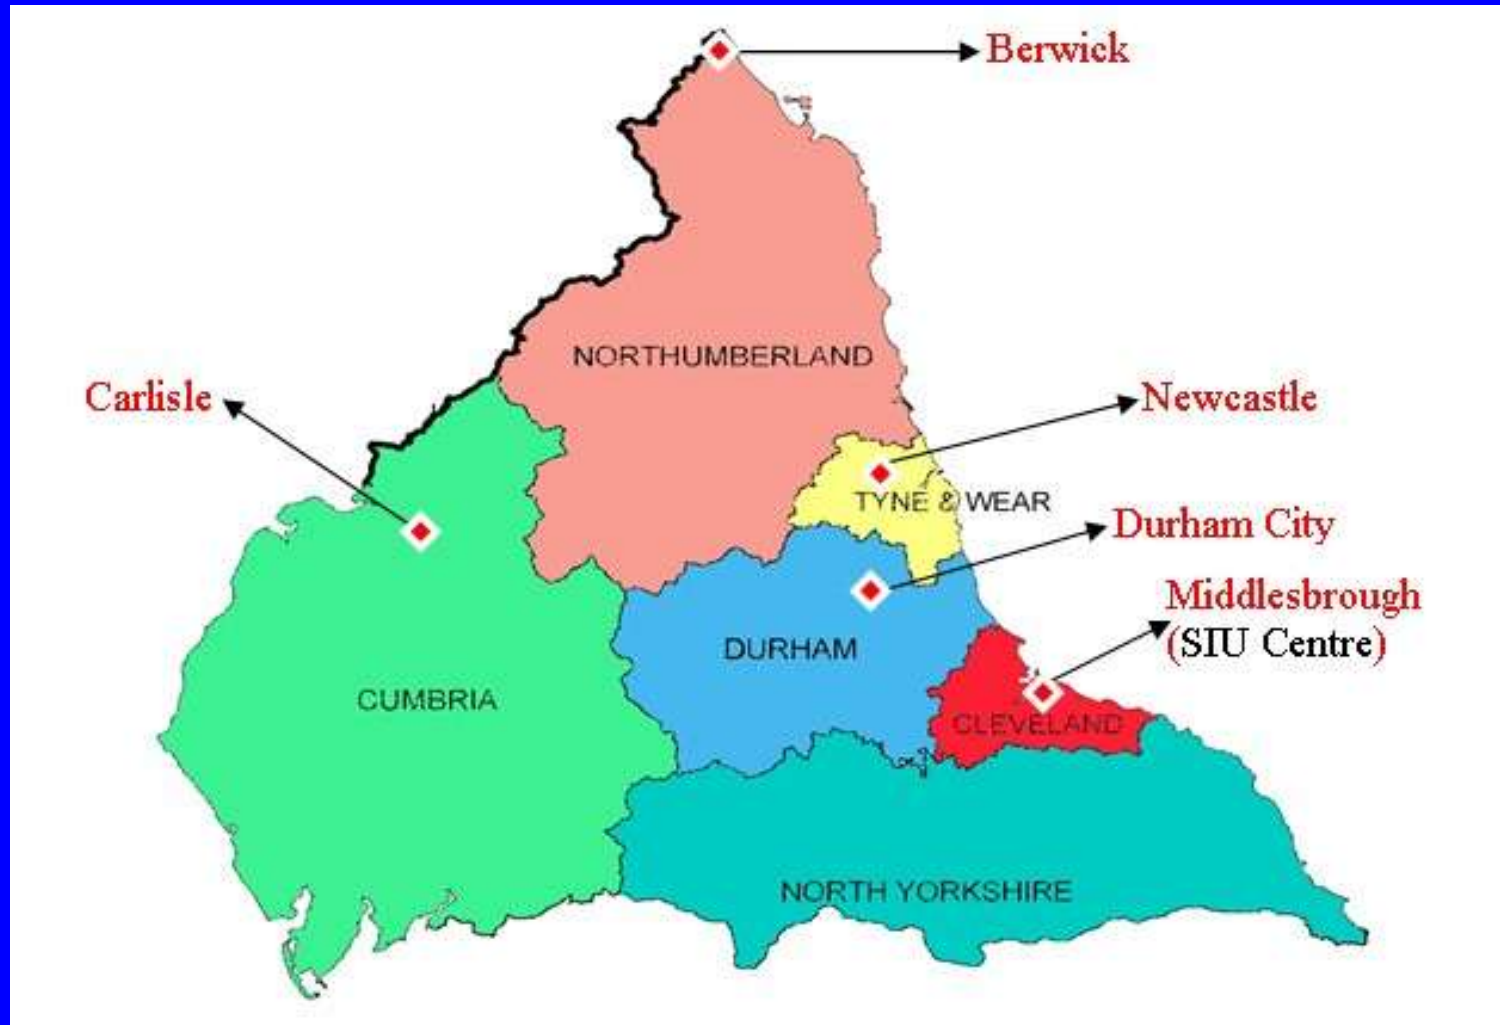 Berwick
NORTHUMBERLAND
Carlisle
Newcastle
TYNE & WEAR
Durham City
Middlesbrough
(SIU Centre)
DURHAM
CUMBRIA
CLEVELAND
NORTH YORKSHIRE